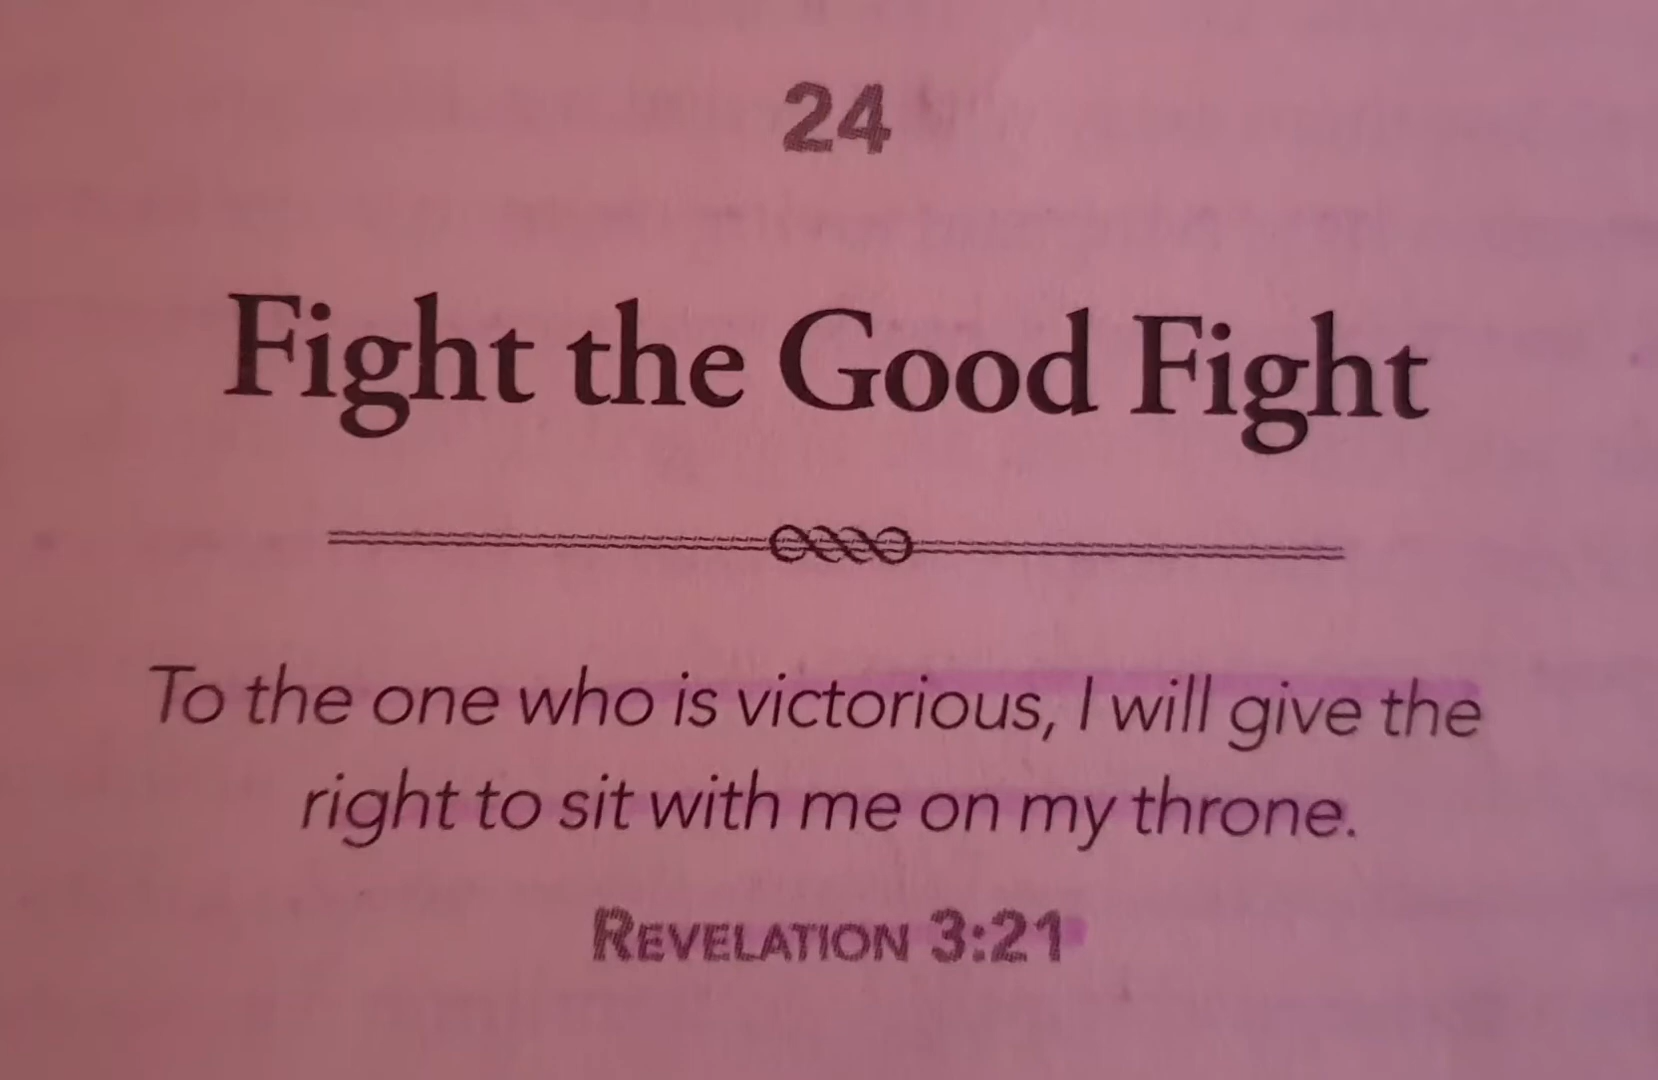 24
Fight the Good Fight
To the one who is victorious, I will give the
right to sit with me on my throne.
REVELATION 3:21